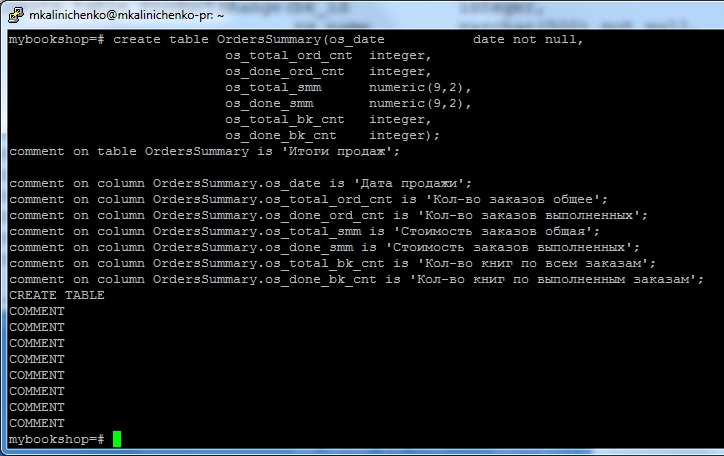 mkalinichenko@mkalinichenko-pr: ~
mybookshop=# create table OrdersSummary(os_date           date not null,
                           os_total_ord_cnt  integer,
                           os_done_ord_cnt   integer,
                           os_total_smm      numeric(9,2),
                           os_done_smm       numeric(9,2),
                           os_total_bk_cnt   integer,
                           os_done_bk_cnt    integer);
comment on table OrdersSummary is 'Итоги продаж';
comment on column OrdersSummary.os_date is 'Дата продажи';
comment on column OrdersSummary.os_total_ord_cnt is 'Кол-во заказов общее';
comment on column OrdersSummary.os_done_ord_cnt is 'Кол-во заказов выполненных';
comment on column OrdersSummary.os_total_smm is 'Стоимость заказов общая';
comment on column OrdersSummary.os_done_smm is 'Стоимость заказов выполненных';
comment on column OrdersSummary.os_total_bk_cnt is 'Кол-во книг по всем заказам';
comment on column OrdersSummary.os_done_bk_cnt is 'Кол-во книг по выполненным заказам';
CREATE TABLE
COMMENT
COMMENT
COMMENT
COMMENT
COMMENT
COMMENT
COMMENT
COMMENT
mybookshop=#